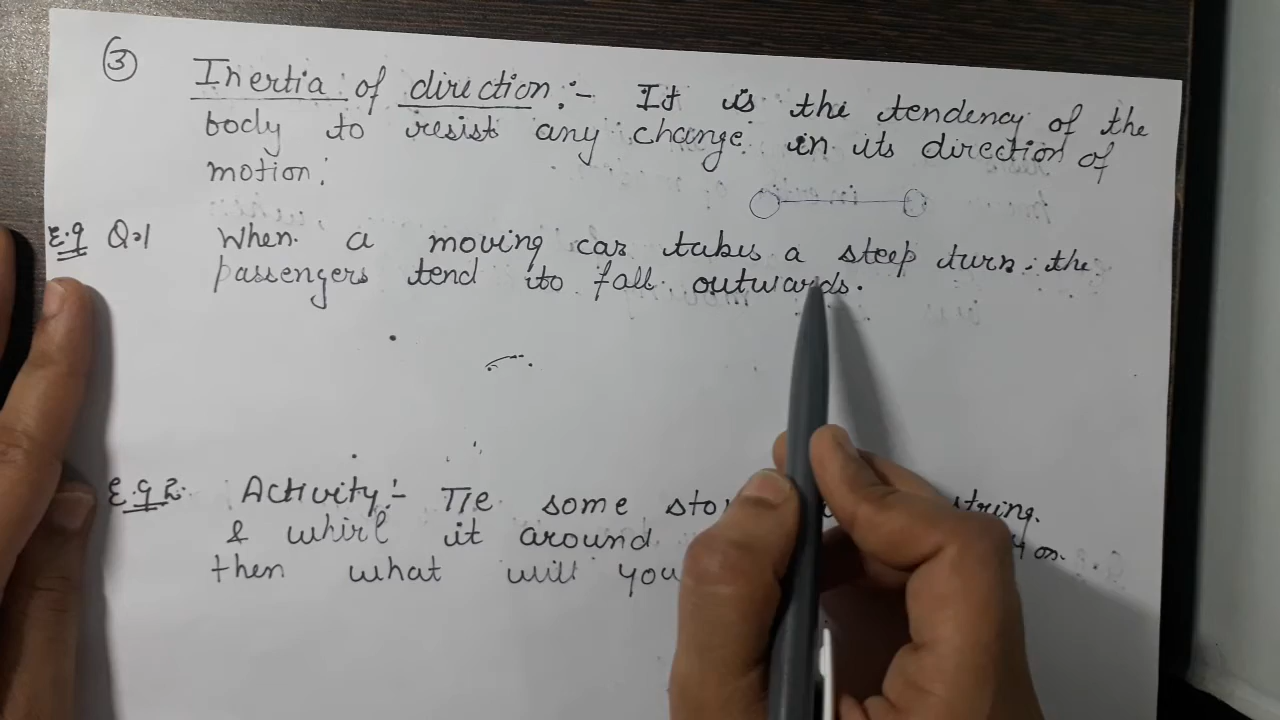 ③ Inertia of direction :- It is the tendency of the
body to resist any change in its direction of
motion.
E.g Q.1 When a moving car takes a steep turn. the
passengers tend to fall outwards.
E.g 2. Activity :- Tie some string.
& whirl it around
then what will you